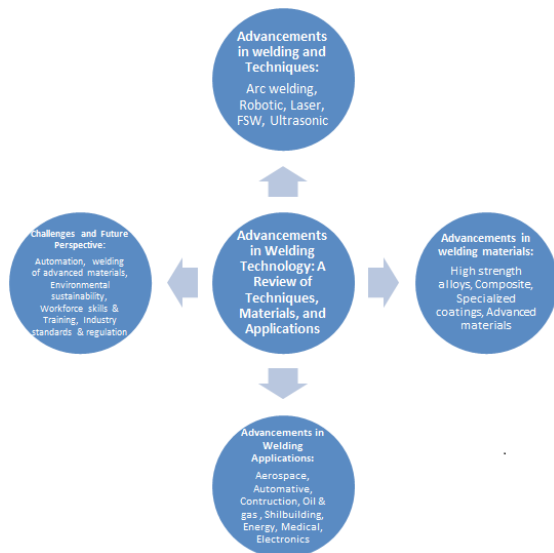 Advancements
in welding and
Techniques:
Arc welding,
Robotic, Laser,
FSW, Ultrasonic
Challenges and Future
Perspective:
Automation, welding
of advanced materials,
Environmental
sustainability,
Workforce skills &
Training, Industry
standards & regulation
Advancements
in Welding
Technology: A
Review of
Techniques,
Materials, and
Applications
Advancements
in welding materials:
High strength
alloys, Composite,
Specialized
coatings, Advanced
materials
Advancements in
Welding
Applications:
Aerospace,
Automative,
Contruction, Oil &
gas , Shilbuilding,
Energy, Medical,
Electronics